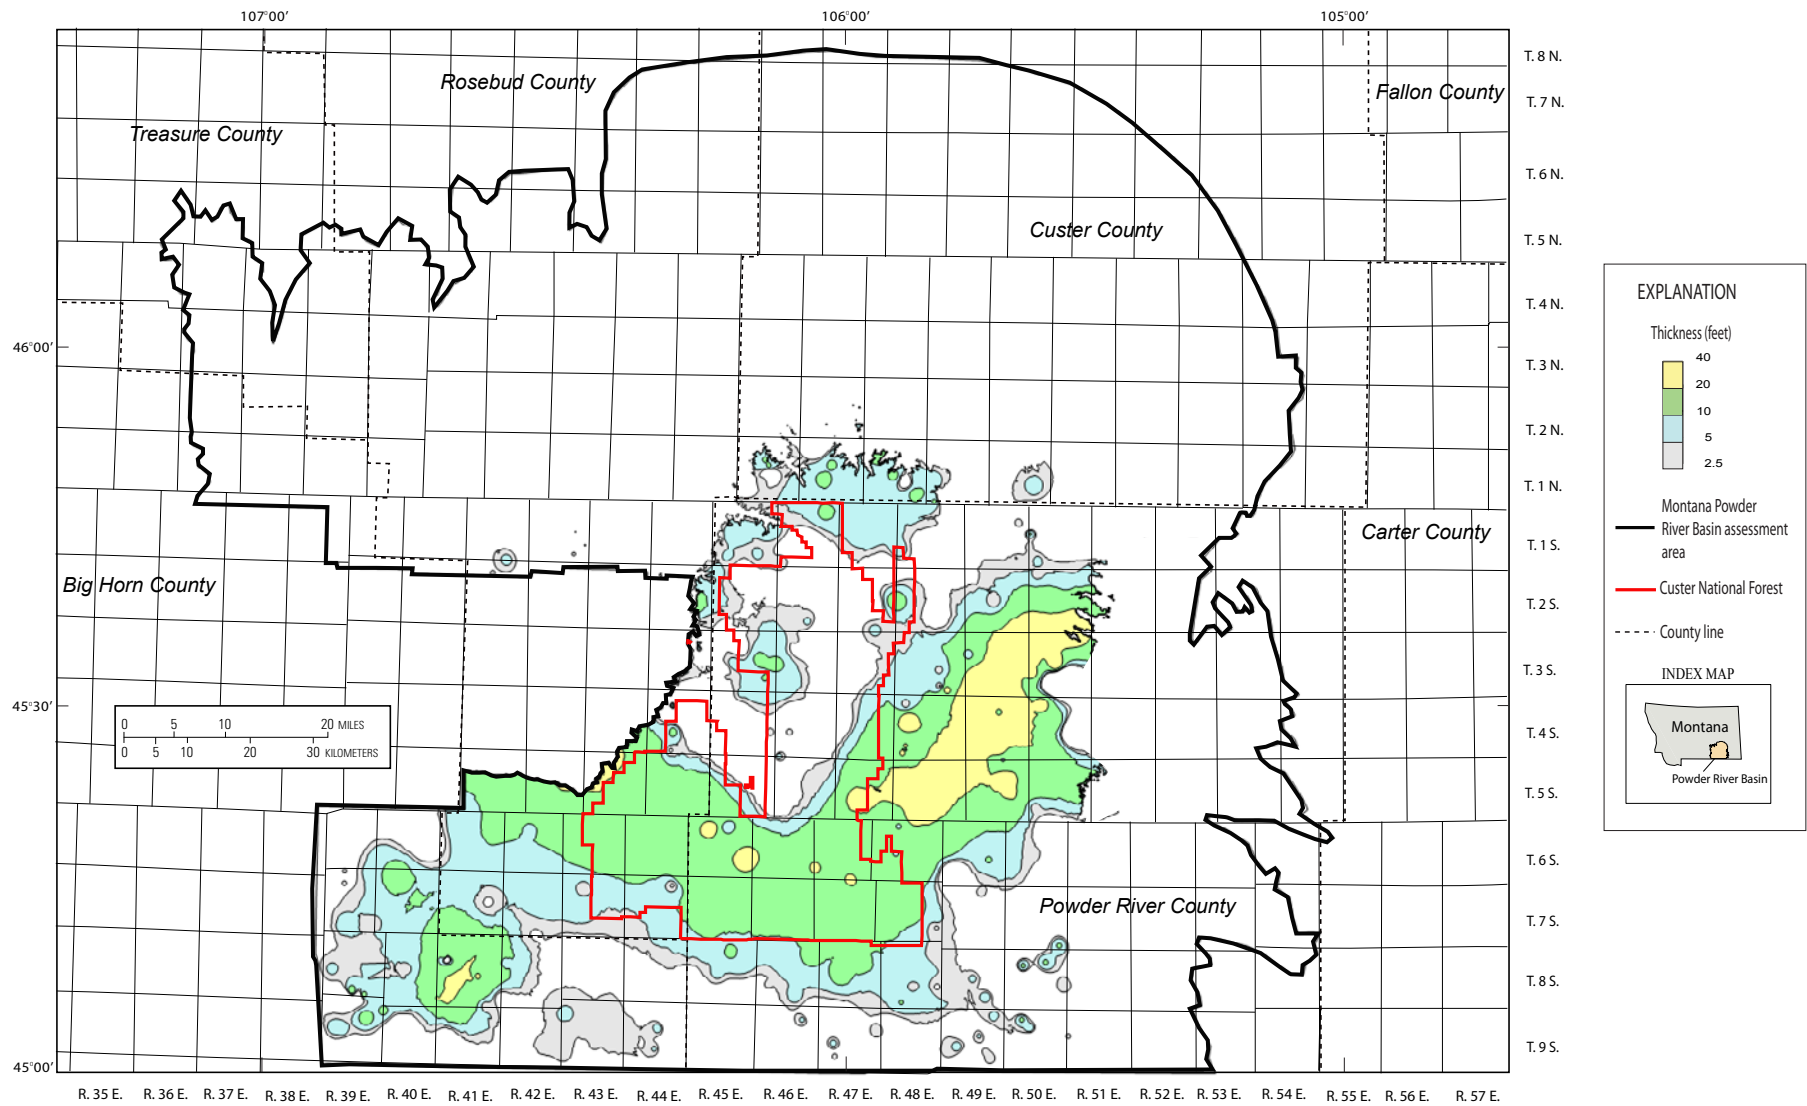 107°00' 106°00' 105°00'
Rosebud County
Fallon County
Treasure County
Custer County
T. 8 N.
T. 7 N.
T. 6 N.
T. 5 N.
T. 4 N.
T. 3 N.
T. 2 N.
T. 1 N.
T. 1 S.
T. 2 S.
T. 3 S.
T. 4 S.
T. 5 S.
T. 6 S.
T. 7 S.
T. 8 S.
T. 9 S.
46°00'
45°30'
45°00'
Carter County
Big Horn County
Powder River County
0 5 10 20 MILES
0 5 10 20 30 KILOMETERS
R. 35 E. R. 36 E. R. 37 E. R. 38 E. R. 39 E. R. 40 E. R. 41 E. R. 42 E. R. 43 E. R. 44 E. R. 45 E. R. 46 E. R. 47 E. R. 48 E. R. 49 E. R. 50 E. R. 51 E. R. 52 E. R. 53 E. R. 54 E. R. 55 E. R. 56 E. R. 57 E.
EXPLANATION
Thickness (feet)
40
20
10
5
2.5
Montana Powder
River Basin assessment
area
Custer National Forest
County line
INDEX MAP
Montana
Powder River Basin